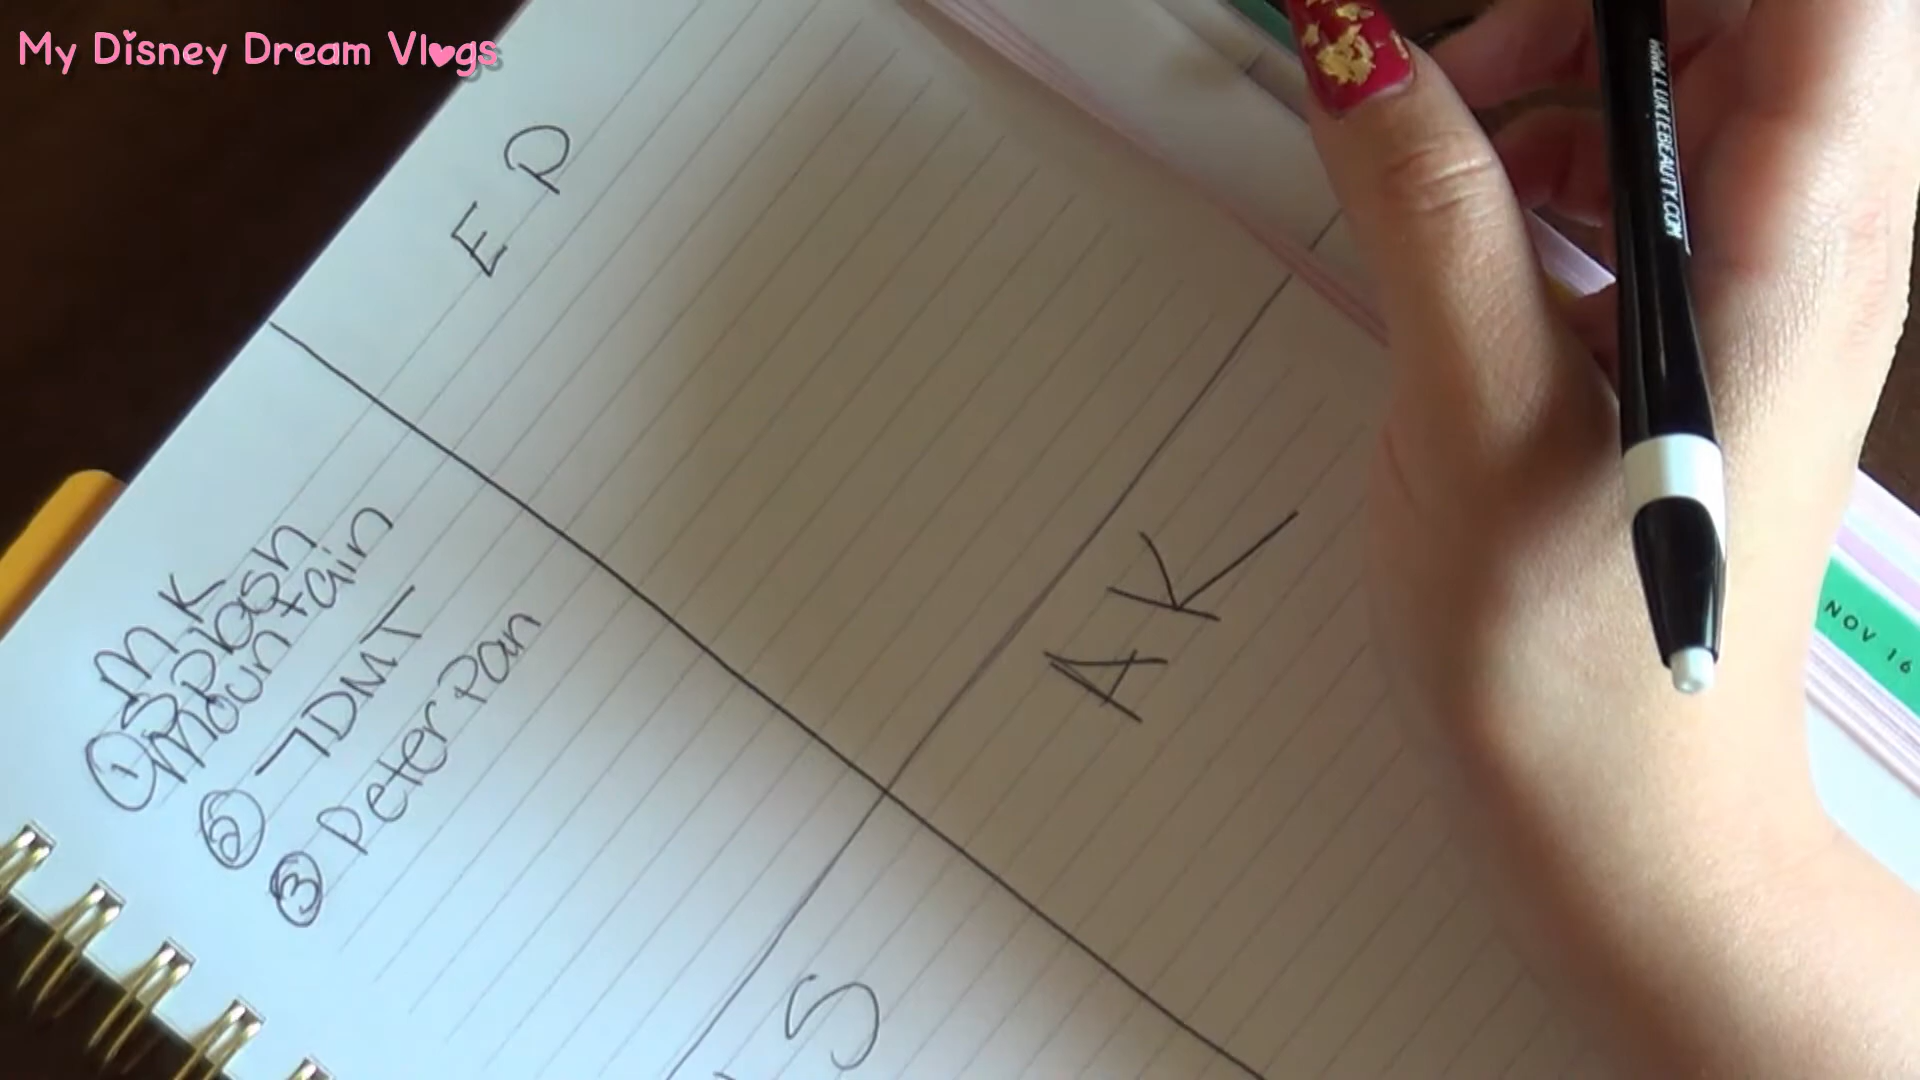 My Disney Dream Vlogs
MK
① Splash
Mountain
② 7DMT
③ Peter Pan
EP
AK
S
WWW.LUXIEBEAUTY.COM
NOV 16